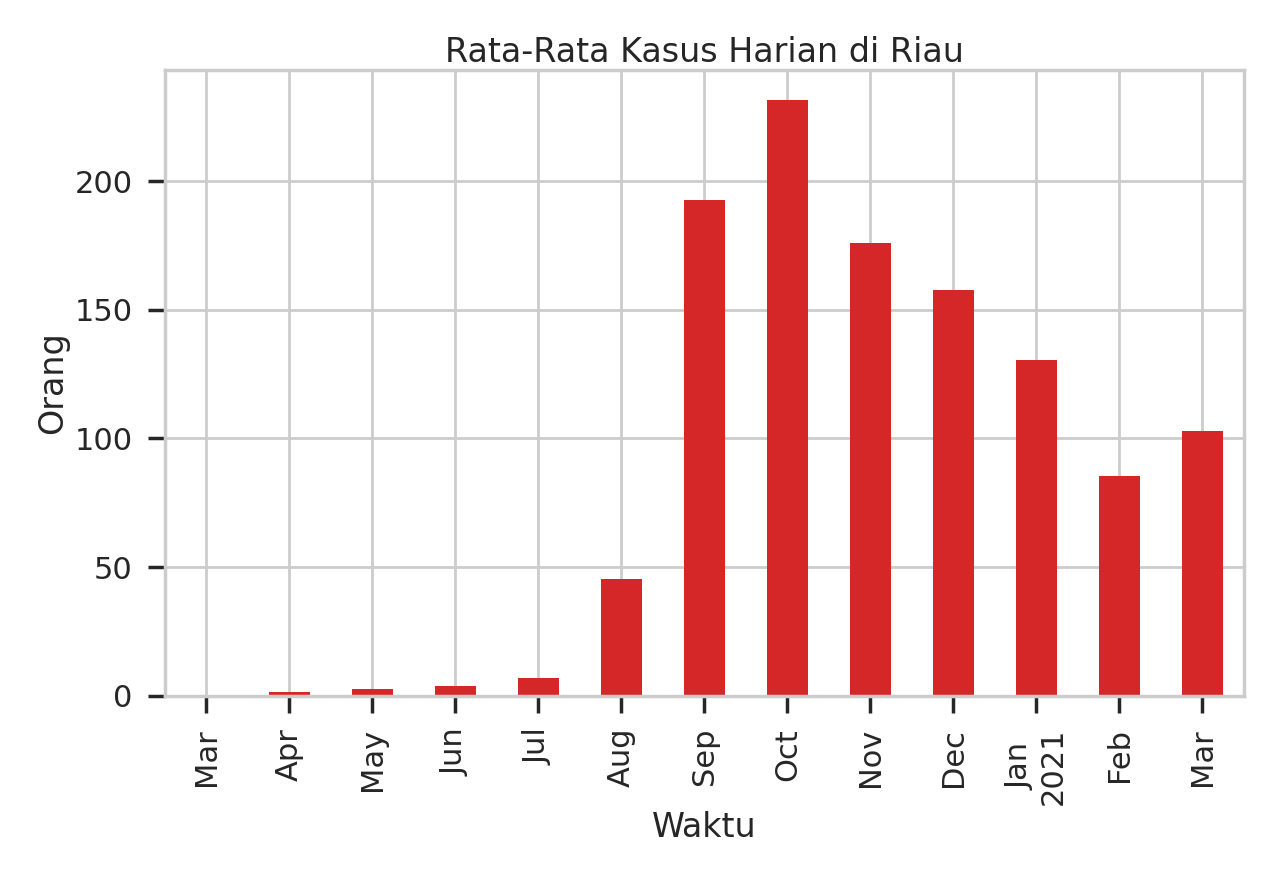 Rata-Rata Kasus Harian di Riau
Orang
200
150
100
50
0
Mar
Apr
May
Jun
Jul
Aug
Sep
Oct
Nov
Dec
Jan
2021
Feb
Mar
Waktu